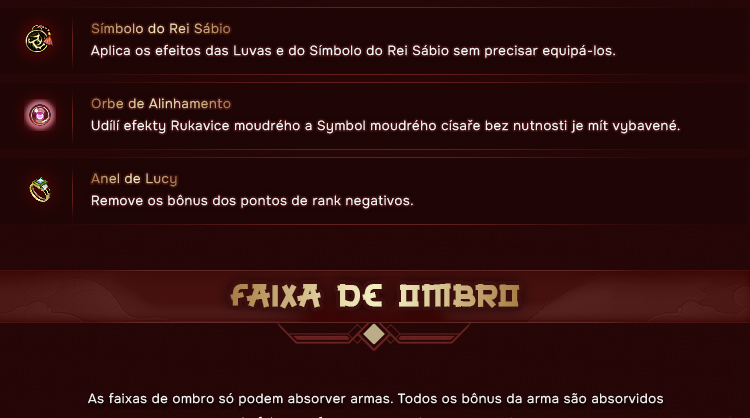 Símbolo do Rei Sábio
Aplica os efeitos das Luvas e do Símbolo do Rei Sábio sem precisar equipá-los.
Orbe de Alinhamento
Udílí efekty Rukavice moudrého a Symbol moudrého císaře bez nutnosti je mít vybavené.
Anel de Lucy
Remove os bônus dos pontos de rank negativos.
FAIXA DE OMBRO
As faixas de ombro só podem absorver armas. Todos os bônus da arma são absorvidos